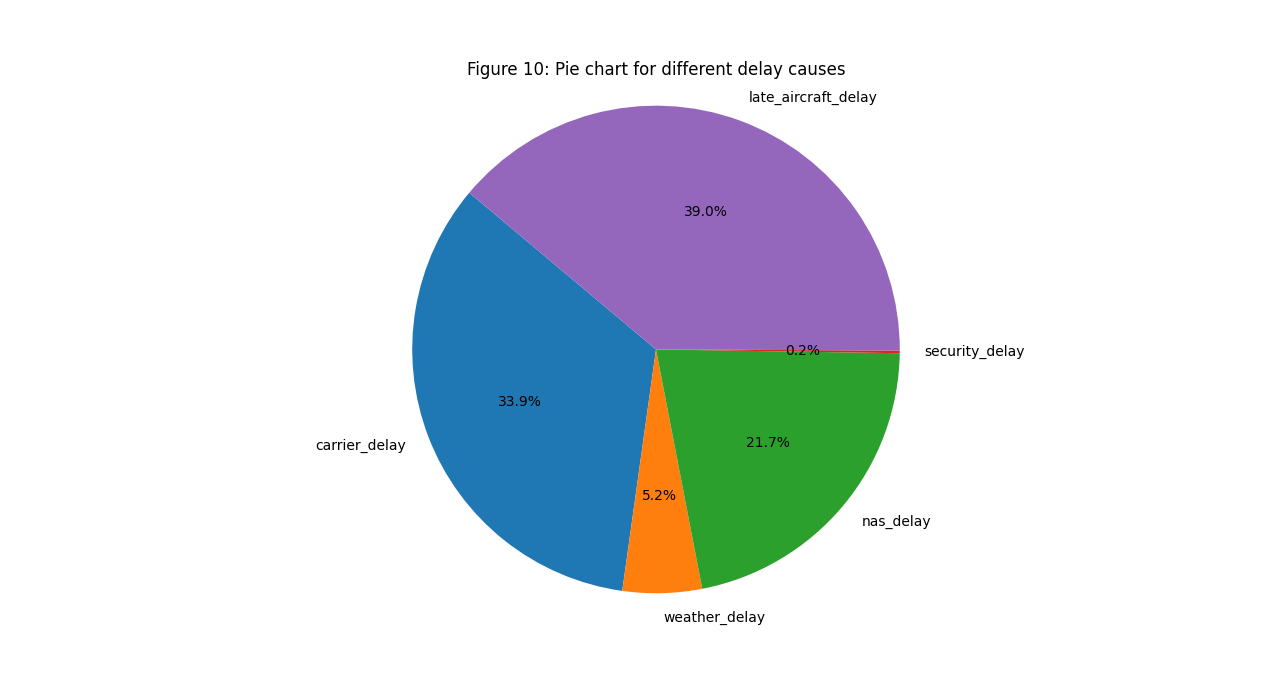 Figure 10: Pie chart for different delay causes
late_aircraft_delay
39.0%
0.2%
security_delay
33.9%
carrier_delay
21.7%
5.2%
nas_delay
weather_delay